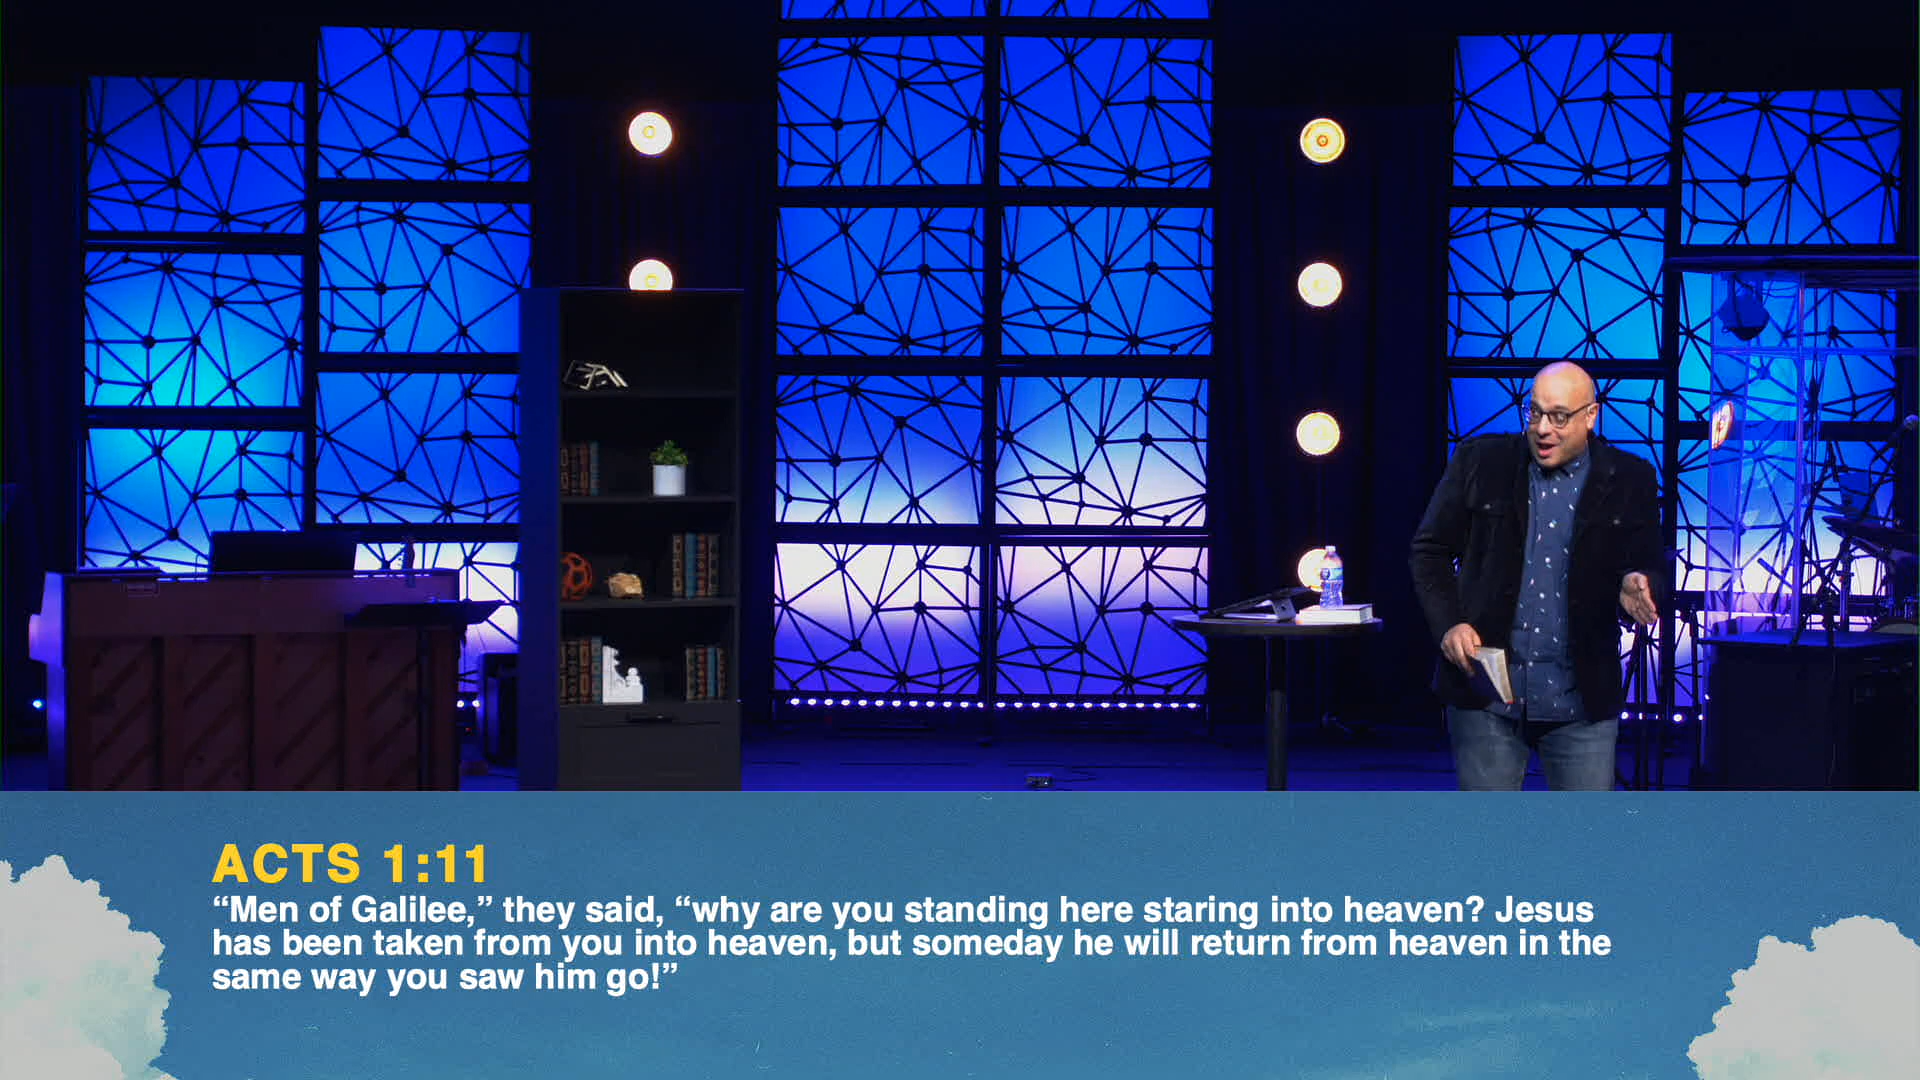 ACTS 1:11
“Men of Galilee,” they said, “why are you standing here staring into heaven? Jesus
has been taken from you into heaven, but someday he will return from heaven in the
same way you saw him go!”